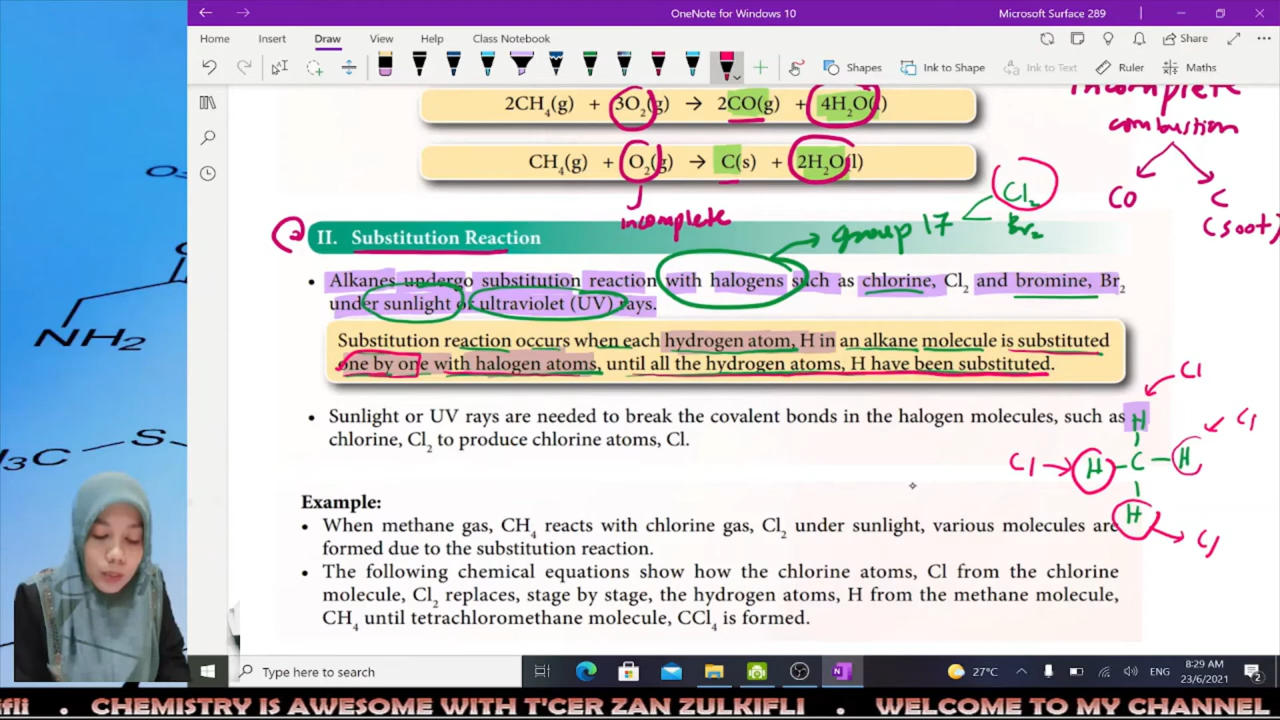 OneNote for Windows 10
Microsoft Surface 289
Home Insert Draw View Help Class Notebook
Share
Shapes Ink to Shape Ink to Text Ruler Maths
2CH₄(g) + 3O₂(g) → 2CO(g) + 4H₂O(l)
incomplete
combustion
CO C
(soot)
CH₄(g) + O₂(g) → C(s) + 2H₂O(l)
incomplete
group 17
Cl₂
Br₂
II. Substitution Reaction
• Alkanes undergo substitution reaction with halogens such as chlorine, Cl₂ and bromine, Br₂
under sunlight or ultraviolet (UV) rays.
Substitution reaction occurs when each hydrogen atom, H in an alkane molecule is substituted
one by one with halogen atoms, until all the hydrogen atoms, H have been substituted.
• Sunlight or UV rays are needed to break the covalent bonds in the halogen molecules, such as
chlorine, Cl₂ to produce chlorine atoms, Cl.
Cl
H Cl
Cl → H - C - H
H
Cl
Example:
• When methane gas, CH₄ reacts with chlorine gas, Cl₂ under sunlight, various molecules are
formed due to the substitution reaction.
• The following chemical equations show how the chlorine atoms, Cl from the chlorine
molecule, Cl₂ replaces, stage by stage, the hydrogen atoms, H from the methane molecule,
CH₄ until tetrachloromethane molecule, CCl₄ is formed.
NH₂
S
H₃C
Type here to search
27°C
ENG
8:29 AM
23/6/2021
2
ifli . CHEMISTRY IS AWESOME WITH T'CER ZAN ZULKIFLI . WELCOME TO MY CHANNEL